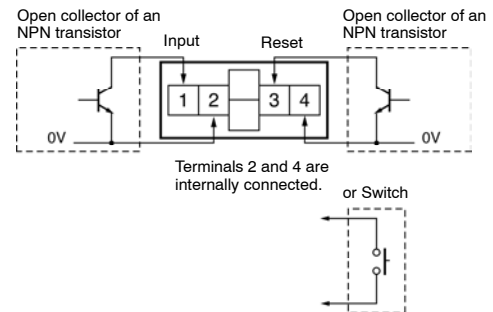 Open collector of an
NPN transistor
Open collector of an
NPN transistor
Input
Reset
1 2 3 4
0V
0V
Terminals 2 and 4 are
internally connected.
or Switch